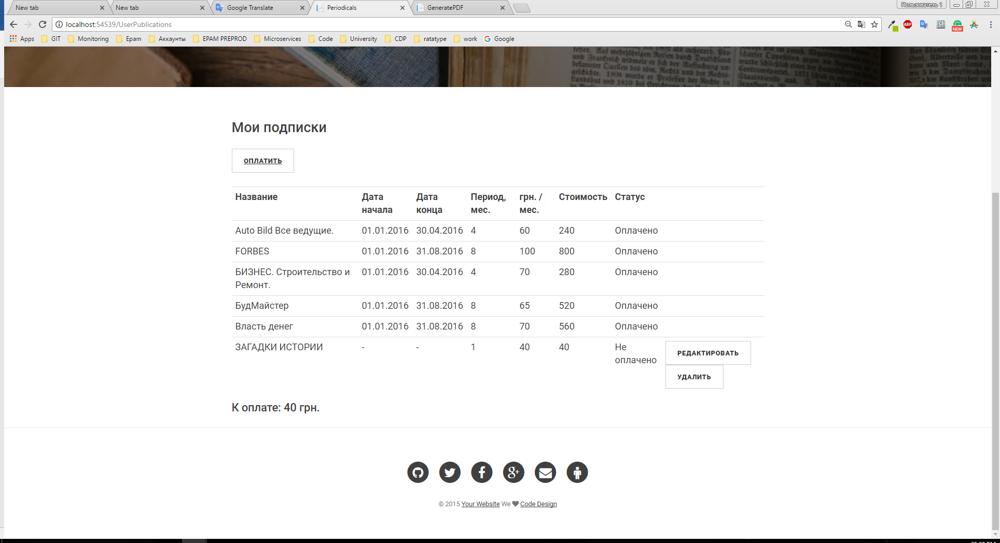 New tab
New tab
Google Translate
Periodicals
GeneratePDF
Пользователь 1
localhost:54539/UserPublications
ABP
NEW
Apps GIT Monitoring Epam Аккаунты EPAM PREPROD Microservices Code University CDP ratatype work Google
Мои подписки
ОПЛАТИТЬ
Название Дата начала Дата конца Период, мес. грн. / мес. Стоимость Статус
Auto Bild Все ведущие. 01.01.2016 30.04.2016 4 60 240 Оплачено
FORBES 01.01.2016 31.08.2016 8 100 800 Оплачено
БИЗНЕС. Строительство и Ремонт. 01.01.2016 30.04.2016 4 70 280 Оплачено
БудМайстер 01.01.2016 31.08.2016 8 65 520 Оплачено
Власть денег 01.01.2016 31.08.2016 8 70 560 Оплачено
ЗАГАДКИ ИСТОРИИ - - 1 40 40 Не оплачено
РЕДАКТИРОВАТЬ
УДАЛИТЬ
К оплате: 40 грн.
© 2015 Your Website We Code Design